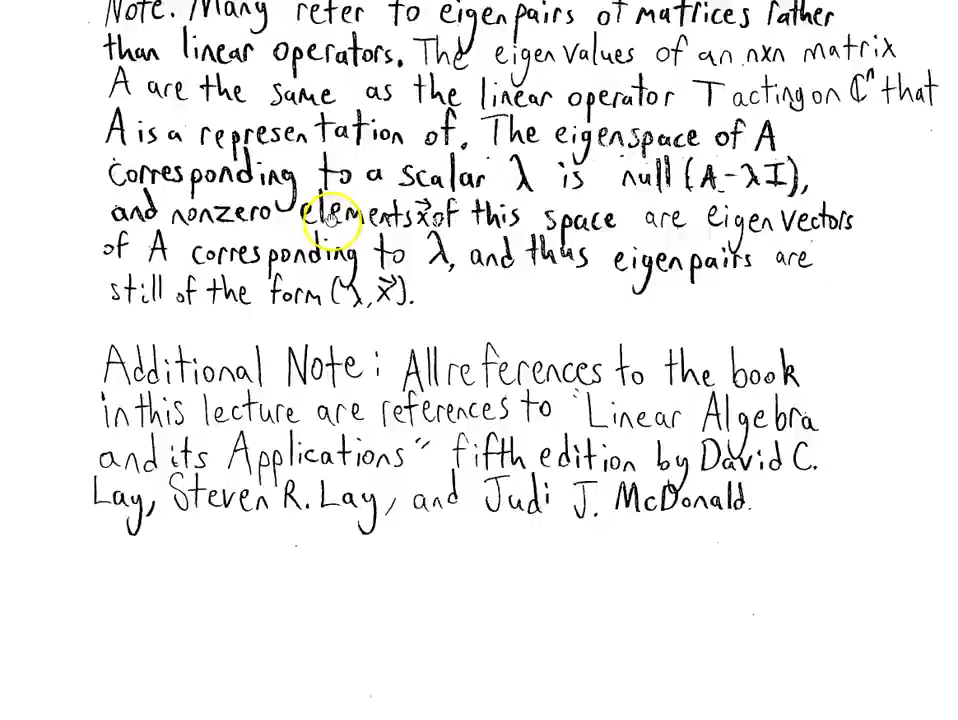 Note. Many refer to eigenpairs of matrices rather
than linear operators. The eigenvalues of an nxn matrix
A are the same as the linear operator T acting on ℂⁿ that
A is a representation of. The eigenspace of A
corresponding to a scalar λ is null (A-λI),
and nonzero elements x⃗ of this space are eigenvectors
of A corresponding to λ, and thus eigenpairs are
still of the form (λ, x⃗).
Additional Note: All references to the book
in this lecture are references to "Linear Algebra
and its Applications" fifth edition by David C.
Lay, Steven R. Lay, and Judi J. McDonald.